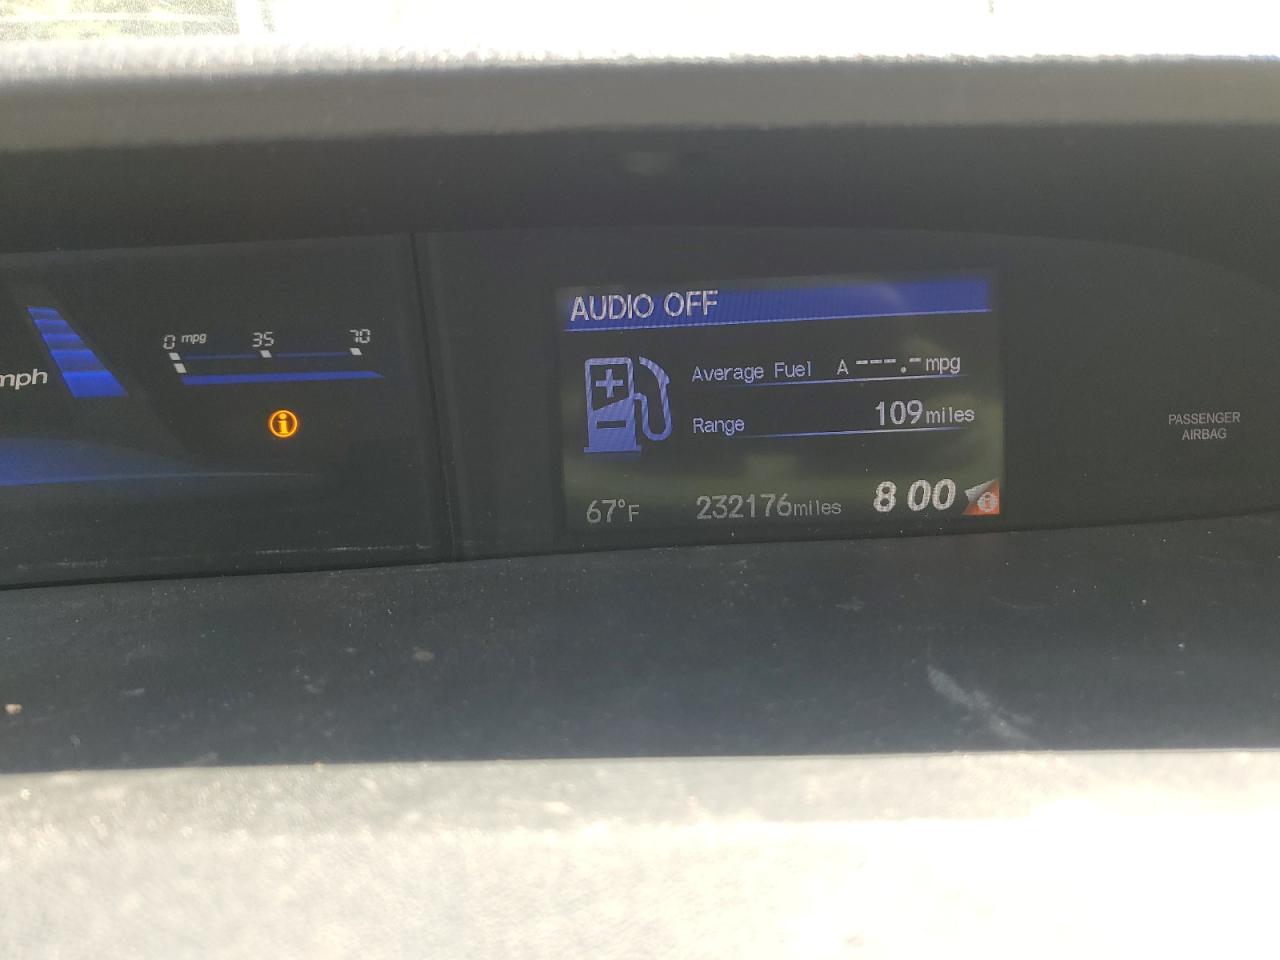 mph
0 mpg 35 70
i
AUDIO OFF
Average Fuel A ---.- mpg
Range 109 miles
67°F 232176 miles 8 00 i
PASSENGER
AIRBAG